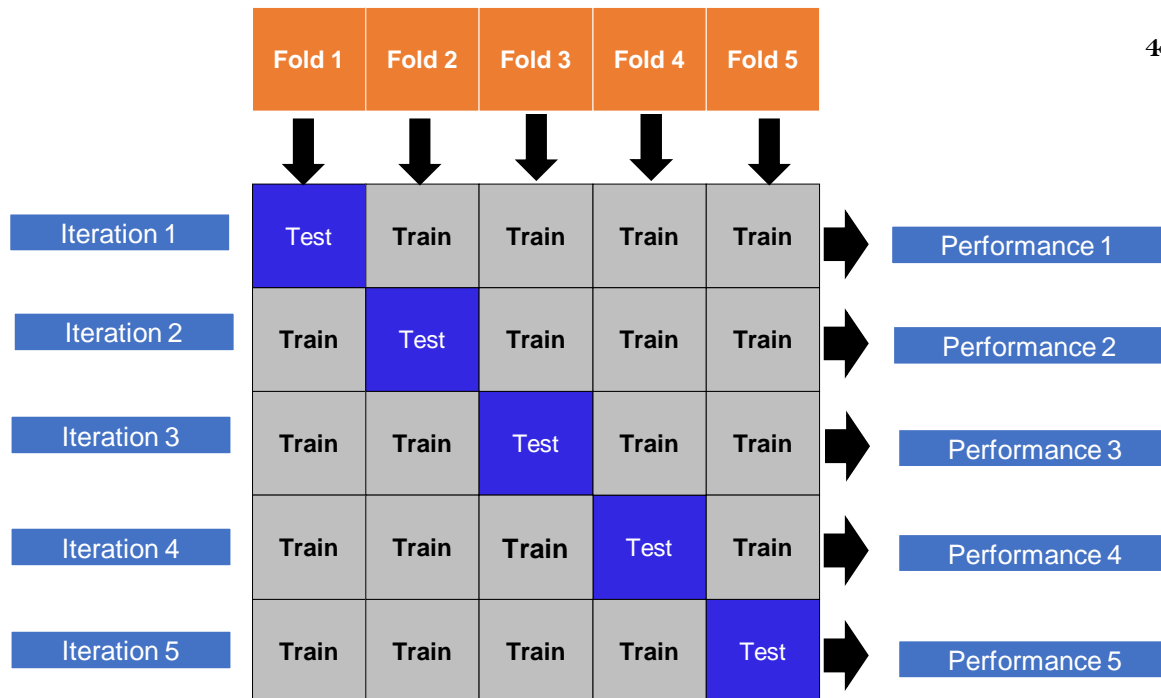 Fold 1 Fold 2 Fold 3 Fold 4 Fold 5
Iteration 1 Test Train Train Train Train Performance 1
Iteration 2 Train Test Train Train Train Performance 2
Iteration 3 Train Train Test Train Train Performance 3
Iteration 4 Train Train Train Test Train Performance 4
Iteration 5 Train Train Train Train Test Performance 5